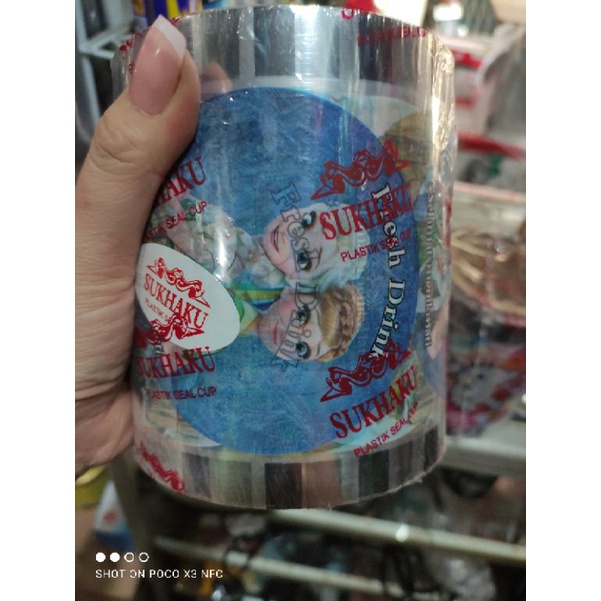 SUKHAKU
PLASTIK SEAL CUP
SUKHAKU
PLASTIK SEAL CUP
SUKHAKU
SUKHAKU
PLASTIK SEAL CUP
SUKHAKU
PLASTIK SEAL CUP
Fresh Drink
Fresh Drink
SHOT ON POCO X3 NFC